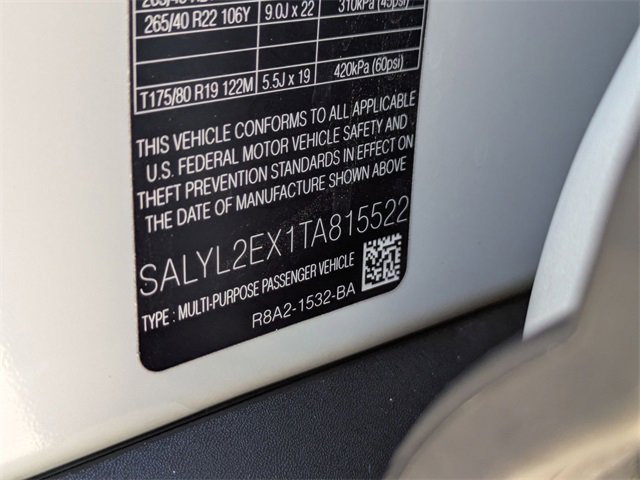 265/40 R22 106Y 9.0J x 22 310kPa (45psi)
T175/80 R19 122M 5.5J x 19 420kPa (60psi)
THIS VEHICLE CONFORMS TO ALL APPLICABLE
U.S. FEDERAL MOTOR VEHICLE SAFETY AND
THEFT PREVENTION STANDARDS IN EFFECT ON
THE DATE OF MANUFACTURE SHOWN ABOVE
SALYL2EX1TA815522
TYPE : MULTI-PURPOSE PASSENGER VEHICLE
R8A2-1532-BA